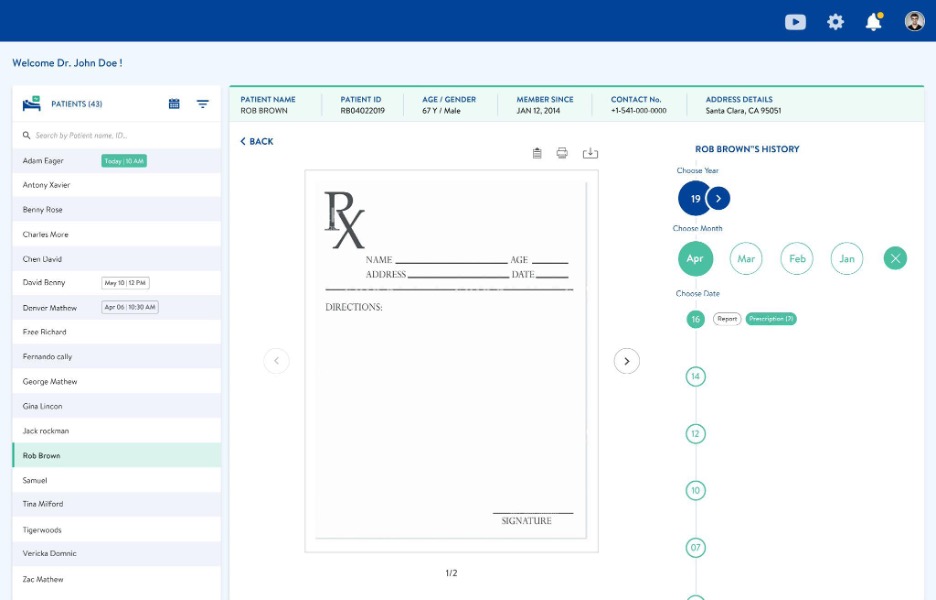 Welcome Dr. John Doe !
PATIENTS (43)
Search by Patient name, ID...
Adam Eager Today | 10 AM
Antony Xavier
Benny Rose
Charles More
Chen David
David Benny May 10 | 12 PM
Denver Mathew Apr 06 | 10:30 AM
Free Richard
Fernando cally
George Mathew
Gina Lincon
Jack rockman
Rob Brown
Samuel
Tina Milford
Tigerwoods
Vericka Domnic
Zac Mathew
PATIENT NAME
ROB BROWN
PATIENT ID
RB04022019
AGE / GENDER
67 Y / Male
MEMBER SINCE
JAN 12, 2014
CONTACT No.
+1-541-000-0000
ADDRESS DETAILS
Santa Clara, CA 95051
BACK
Rx
NAME AGE
ADDRESS DATE
DIRECTIONS:
SIGNATURE
1/2
ROB BROWN"S HISTORY
Choose Year
19
Choose Month
Apr Mar Feb Jan
Choose Date
16 Report Prescription (2)
14
12
10
07